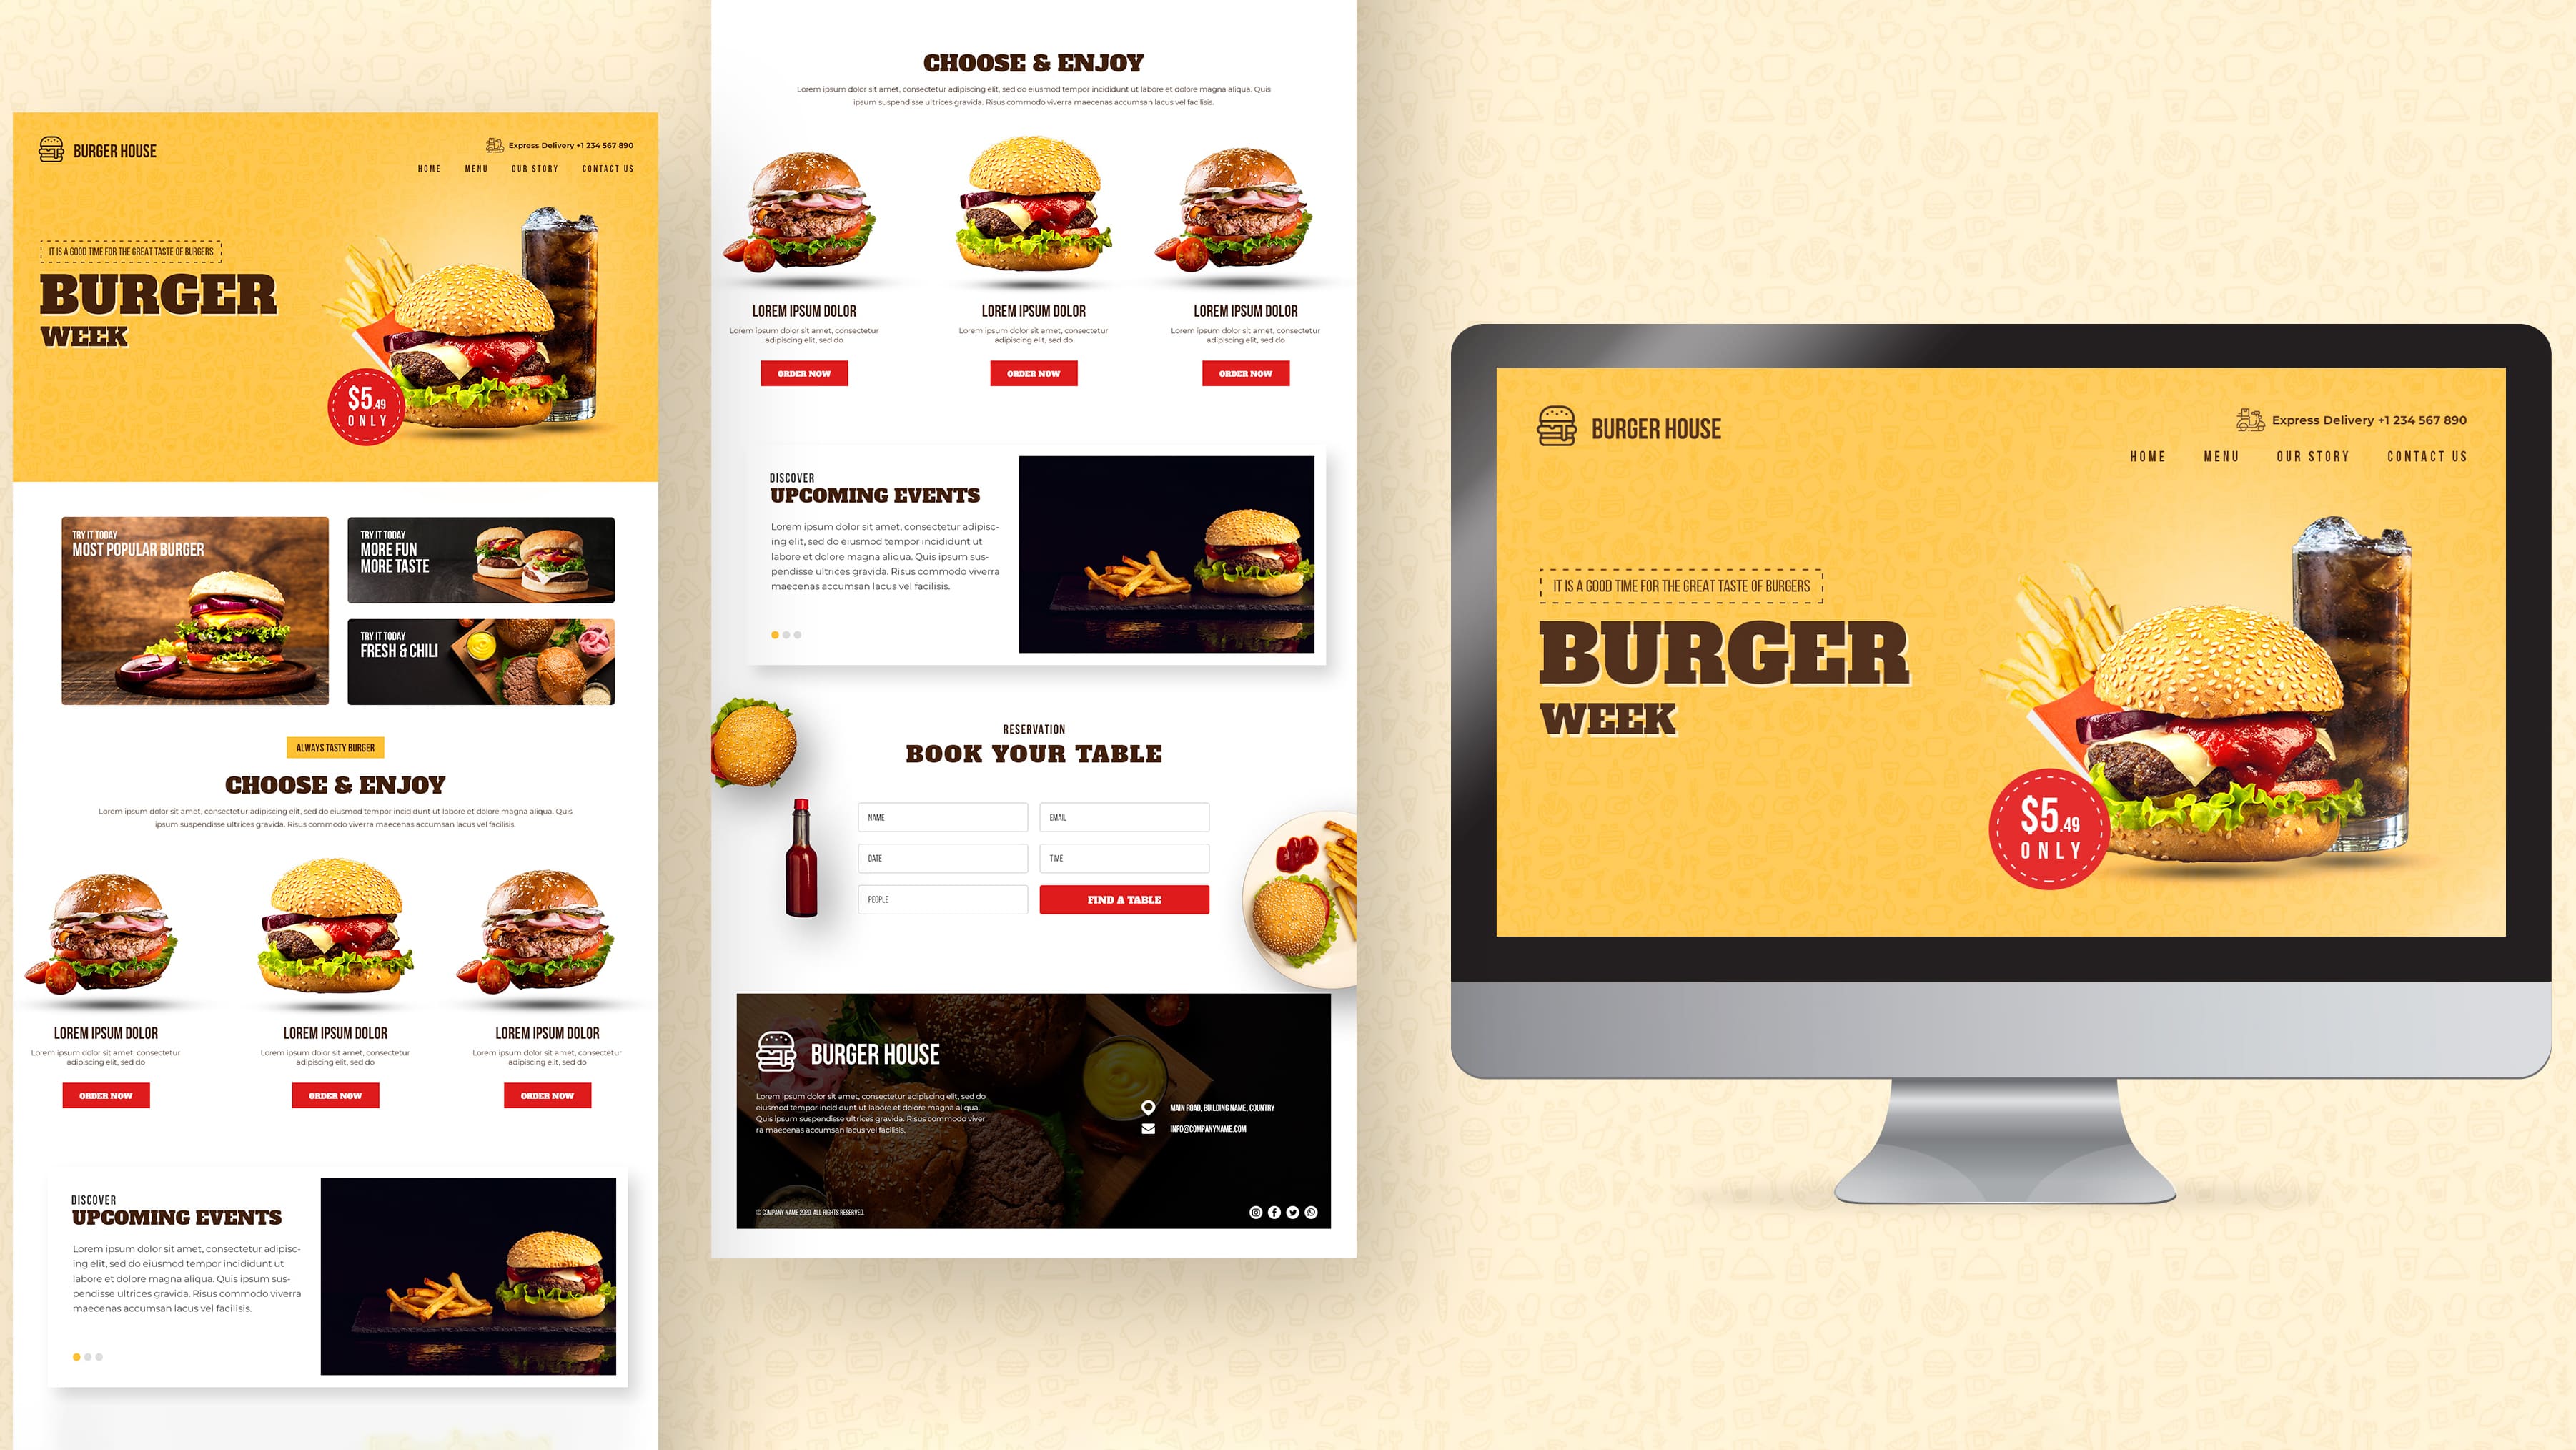 BURGER HOUSE
Express Delivery +1 234 567 890
HOME MENU OUR STORY CONTACT US
IT IS A GOOD TIME FOR THE GREAT TASTE OF BURGERS
BURGER
WEEK
$5.49
ONLY
TRY IT TODAY
MOST POPULAR BURGER
TRY IT TODAY
MORE FUN
MORE TASTE
TRY IT TODAY
FRESH & CHILI
ALWAYS TASTY BURGER
CHOOSE & ENJOY
Lorem ipsum dolor sit amet, consectetur adipiscing elit, sed do eiusmod tempor incididunt ut labore et dolore magna aliqua. Quis
ipsum suspendisse ultrices gravida. Risus commodo viverra maecenas accumsan lacus vel facilisis.
LOREM IPSUM DOLOR
Lorem ipsum dolor sit amet, consectetur
adipiscing elit, sed do
ORDER NOW
LOREM IPSUM DOLOR
Lorem ipsum dolor sit amet, consectetur
adipiscing elit, sed do
ORDER NOW
LOREM IPSUM DOLOR
Lorem ipsum dolor sit amet, consectetur
adipiscing elit, sed do
ORDER NOW
DISCOVER
UPCOMING EVENTS
Lorem ipsum dolor sit amet, consectetur adipisc-
ing elit, sed do eiusmod tempor incididunt ut
labore et dolore magna aliqua. Quis ipsum sus-
pendisse ultrices gravida. Risus commodo viverra
maecenas accumsan lacus vel facilisis.
CHOOSE & ENJOY
Lorem ipsum dolor sit amet, consectetur adipiscing elit, sed do eiusmod tempor incididunt ut labore et dolore magna aliqua. Quis
ipsum suspendisse ultrices gravida. Risus commodo viverra maecenas accumsan lacus vel facilisis.
LOREM IPSUM DOLOR
Lorem ipsum dolor sit amet, consectetur
adipiscing elit, sed do
ORDER NOW
LOREM IPSUM DOLOR
Lorem ipsum dolor sit amet, consectetur
adipiscing elit, sed do
ORDER NOW
LOREM IPSUM DOLOR
Lorem ipsum dolor sit amet, consectetur
adipiscing elit, sed do
ORDER NOW
DISCOVER
UPCOMING EVENTS
Lorem ipsum dolor sit amet, consectetur adipisc-
ing elit, sed do eiusmod tempor incididunt ut
labore et dolore magna aliqua. Quis ipsum sus-
pendisse ultrices gravida. Risus commodo viverra
maecenas accumsan lacus vel facilisis.
RESERVATION
BOOK YOUR TABLE
NAME EMAIL
DATE TIME
PEOPLE FIND A TABLE
BURGER HOUSE
Lorem ipsum dolor sit amet, consectetur adipiscing elit, sed do
eiusmod tempor incididunt ut labore et dolore magna aliqua.
Quis ipsum suspendisse ultrices gravida. Risus commodo viver
ra maecenas accumsan lacus vel facilisis.
MAIN ROAD, BUILDING NAME, COUNTRY
INFO@COMPANYNAME.COM
© COMPANY NAME 2020. ALL RIGHTS RESERVED.
BURGER HOUSE
Express Delivery +1 234 567 890
HOME MENU OUR STORY CONTACT US
IT IS A GOOD TIME FOR THE GREAT TASTE OF BURGERS
BURGER
WEEK
$5.49
ONLY